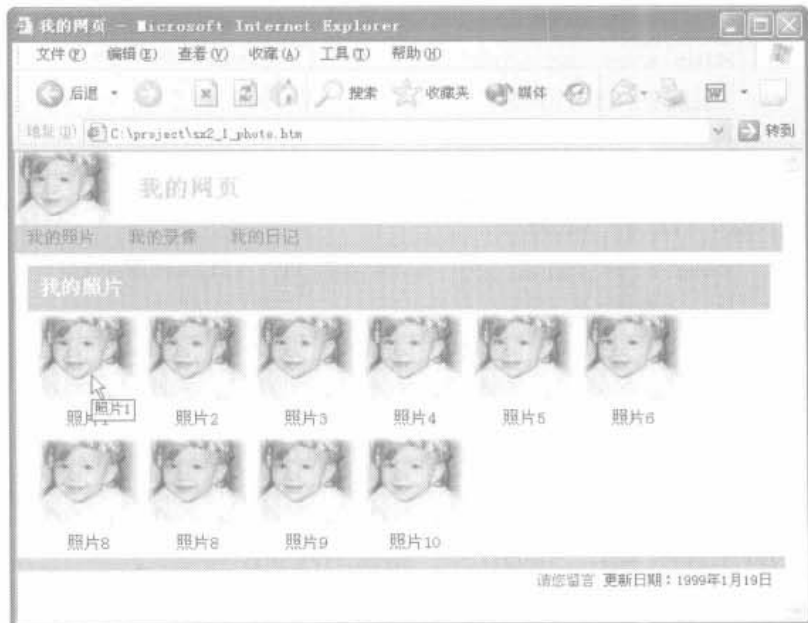 我的网页 - Microsoft Internet Explorer
文件(F) 编辑(E) 查看(V) 收藏(A) 工具(T) 帮助(H)
后退 搜索 收藏夹 媒体
地址(D) C:\project\sx2_1_photo.htm 转到
我的网页
我的照片 我的录像 我的日记
我的照片
照片1 照片2 照片3 照片4 照片5 照片6
照片1
照片8 照片8 照片9 照片10
请您留言 更新日期：1999年1月19日